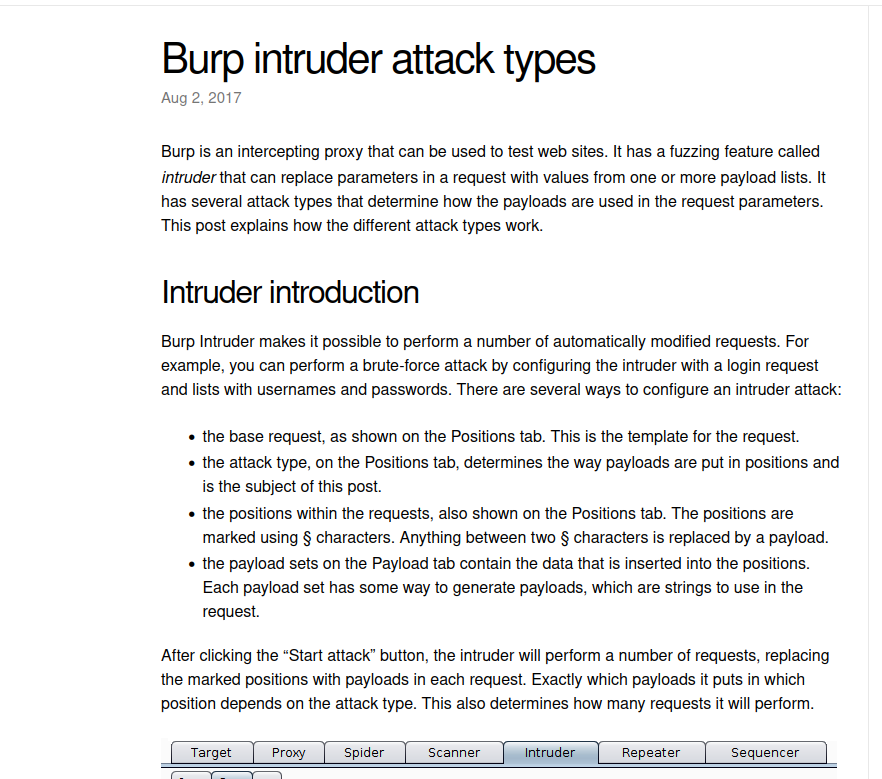 Burp intruder attack types
Aug 2, 2017
Burp is an intercepting proxy that can be used to test web sites. It has a fuzzing feature called
intruder that can replace parameters in a request with values from one or more payload lists. It
has several attack types that determine how the payloads are used in the request parameters.
This post explains how the different attack types work.
Intruder introduction
Burp Intruder makes it possible to perform a number of automatically modified requests. For
example, you can perform a brute-force attack by configuring the intruder with a login request
and lists with usernames and passwords. There are several ways to configure an intruder attack:
• the base request, as shown on the Positions tab. This is the template for the request.
• the attack type, on the Positions tab, determines the way payloads are put in positions and
is the subject of this post.
• the positions within the requests, also shown on the Positions tab. The positions are
marked using § characters. Anything between two § characters is replaced by a payload.
• the payload sets on the Payload tab contain the data that is inserted into the positions.
Each payload set has some way to generate payloads, which are strings to use in the
request.
After clicking the “Start attack” button, the intruder will perform a number of requests, replacing
the marked positions with payloads in each request. Exactly which payloads it puts in which
position depends on the attack type. This also determines how many requests it will perform.
Target Proxy Spider Scanner Intruder Repeater Sequencer